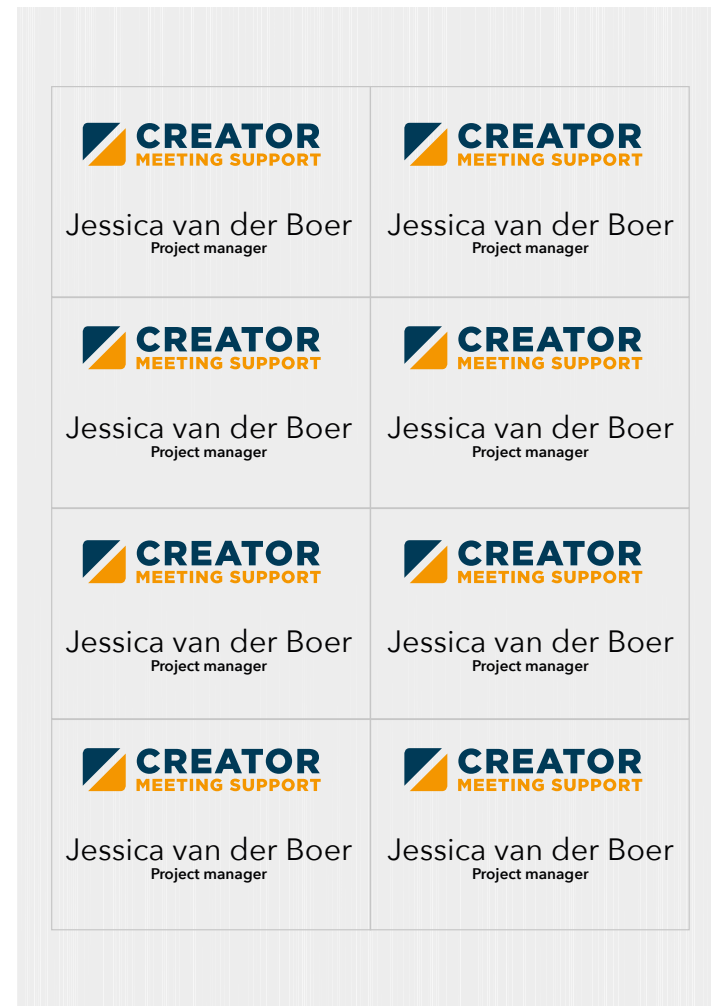 CREATOR
MEETING SUPPORT
Jessica van der Boer
Project manager
CREATOR
MEETING SUPPORT
Jessica van der Boer
Project manager
CREATOR
MEETING SUPPORT
Jessica van der Boer
Project manager
CREATOR
MEETING SUPPORT
Jessica van der Boer
Project manager
CREATOR
MEETING SUPPORT
Jessica van der Boer
Project manager
CREATOR
MEETING SUPPORT
Jessica van der Boer
Project manager
CREATOR
MEETING SUPPORT
Jessica van der Boer
Project manager
CREATOR
MEETING SUPPORT
Jessica van der Boer
Project manager